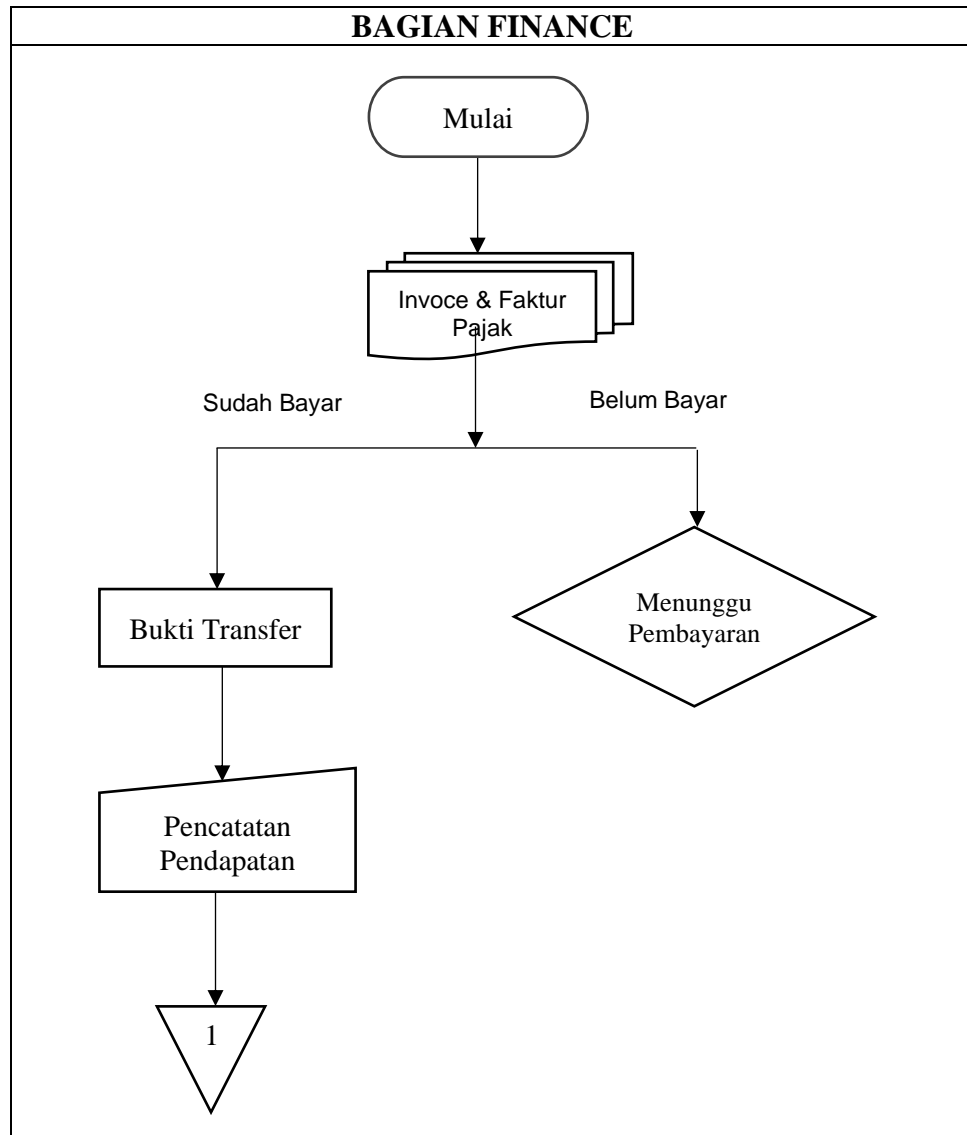 BAGIAN FINANCE
Mulai
Invoce & Faktur
Pajak
Sudah Bayar
Belum Bayar
Bukti Transfer
Menunggu
Pembayaran
Pencatatan
Pendapatan
1